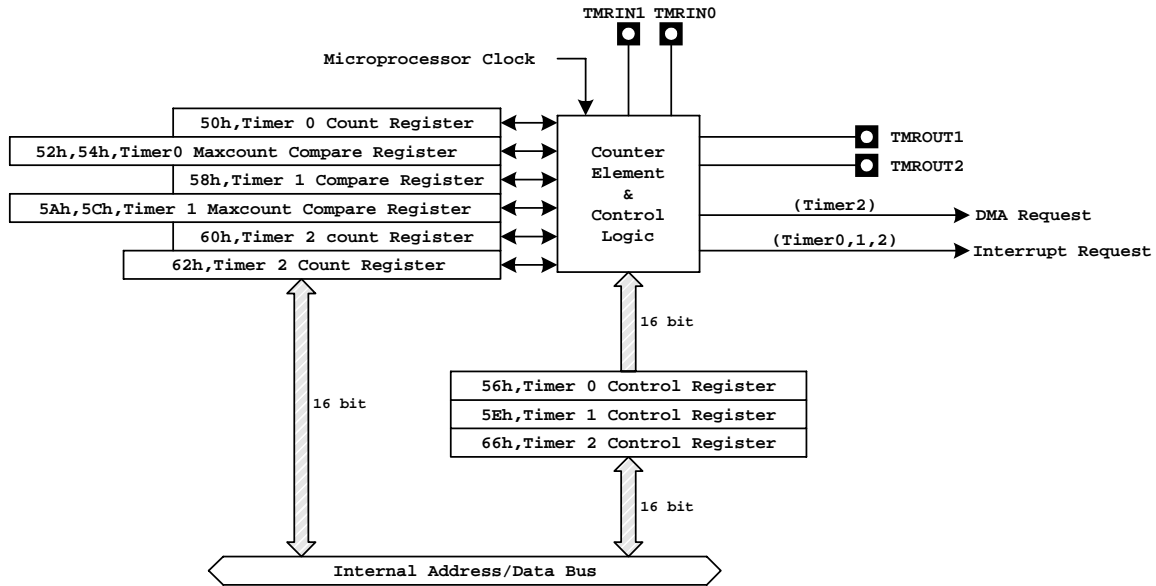 TMRIN1 TMRIN0
Microprocessor Clock
50h,Timer 0 Count Register
52h,54h,Timer0 Maxcount Compare Register
58h,Timer 1 Compare Register
5Ah,5Ch,Timer 1 Maxcount Compare Register
60h,Timer 2 count Register
62h,Timer 2 Count Register
Counter
Element
&
Control
Logic
TMROUT1
TMROUT2
(Timer2)
DMA Request
(Timer0,1,2)
Interrupt Request
16 bit
56h,Timer 0 Control Register
5Eh,Timer 1 Control Register
66h,Timer 2 Control Register
16 bit
16 bit
Internal Address/Data Bus